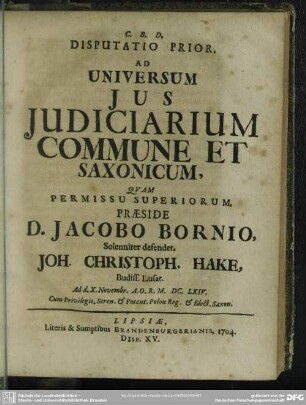 C. B. D.
DISPUTATIO PRIOR,
AD
UNIVERSUM
JUS
JUDICIARIUM
COMMUNE ET
SAXONICUM,
QVAM
PERMISSU SUPERIORUM,
PRÆSIDE
D. JACOBO BORNIO,
Solenniter defendet,
JOH. CHRISTOPH. HAKE,
Budiss. Lusat.
Ad d. X. Novembr. A. O. R. M. DC. LXIV.
Cum Privilegiis, Seren. & Potent. Polon Reg. & Elect. Saxon.
LIPSIÆ,
Literis & Sumptibus BRANDENBURGERIANIS, 1704.
DISP. XV.